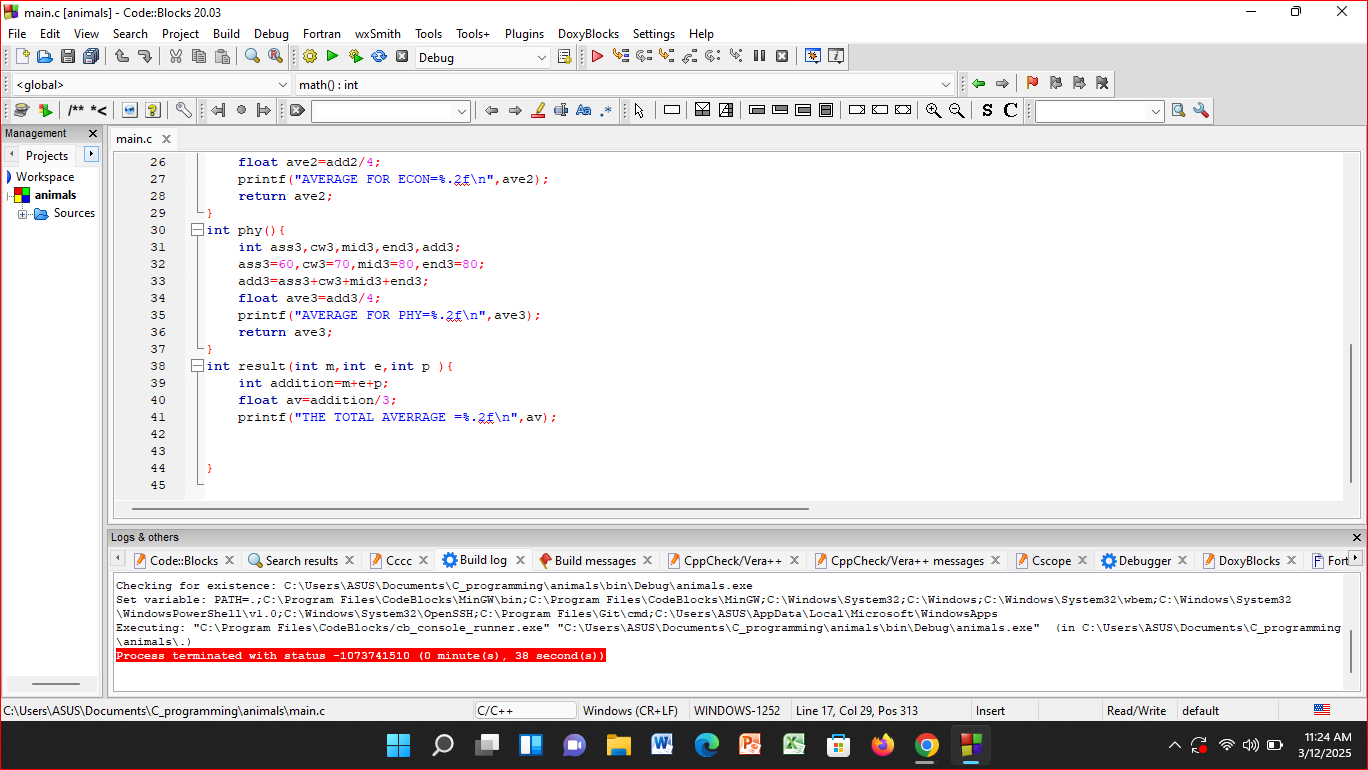 main.c [animals] - Code::Blocks 20.03
File Edit View Search Project Build Debug Fortran wxSmith Tools Tools+ Plugins DoxyBlocks Settings Help
Debug
<global> math() : int
/** *< Aa .* S C
Management
Projects
Workspace
animals
Sources
main.c
26 float ave2=add2/4;
27 printf("AVERAGE FOR ECON=%.2f\n",ave2);
28 return ave2;
29 }
30 int phy(){
31 int ass3,cw3,mid3,end3,add3;
32 ass3=60,cw3=70,mid3=80,end3=80;
33 add3=ass3+cw3+mid3+end3;
34 float ave3=add3/4;
35 printf("AVERAGE FOR PHY=%.2f\n",ave3);
36 return ave3;
37 }
38 int result(int m,int e,int p ){
39 int addition=m+e+p;
40 float av=addition/3;
41 printf("THE TOTAL AVERRAGE =%.2f\n",av);
42
43
44 }
45
Logs & others
Code::Blocks Search results Cccc Build log Build messages CppCheck/Vera++ CppCheck/Vera++ messages Cscope Debugger DoxyBlocks Fort
Checking for existence: C:\Users\ASUS\Documents\C_programming\animals\bin\Debug\animals.exe
Set variable: PATH=.;C:\Program Files\CodeBlocks\MinGW\bin;C:\Program Files\CodeBlocks\MinGW;C:\Windows\System32;C:\Windows;C:\Windows\System32\wbem;C:\Windows\System32
\WindowsPowerShell\v1.0;C:\Windows\System32\OpenSSH;C:\Program Files\Git\cmd;C:\Users\ASUS\AppData\Local\Microsoft\WindowsApps
Executing: "C:\Program Files\CodeBlocks/cb_console_runner.exe" "C:\Users\ASUS\Documents\C_programming\animals\bin\Debug\animals.exe" (in C:\Users\ASUS\Documents\C_programming
\animals\.)
Process terminated with status -1073741510 (0 minute(s), 38 second(s))
C:\Users\ASUS\Documents\C_programming\animals\main.c C/C++ Windows (CR+LF) WINDOWS-1252 Line 17, Col 29, Pos 313 Insert Read/Write default
11:24 AM
3/12/2025